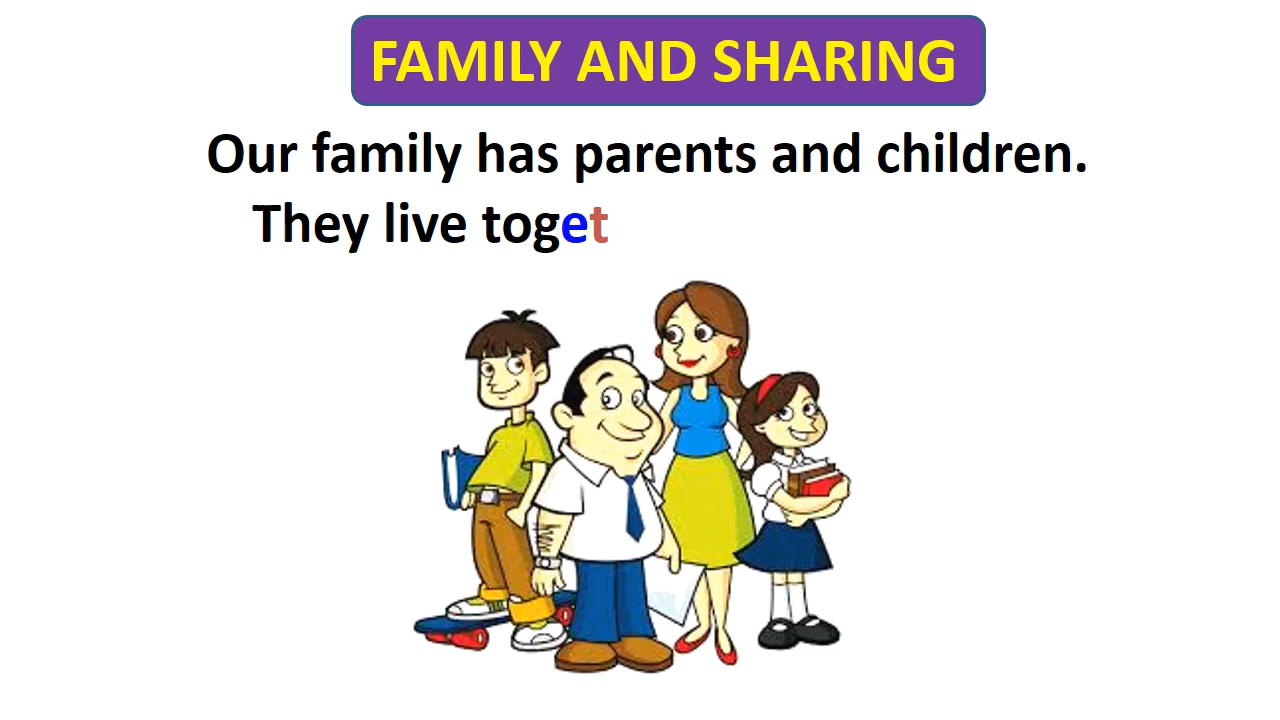 FAMILY AND SHARING
Our family has parents and children.
They live toget